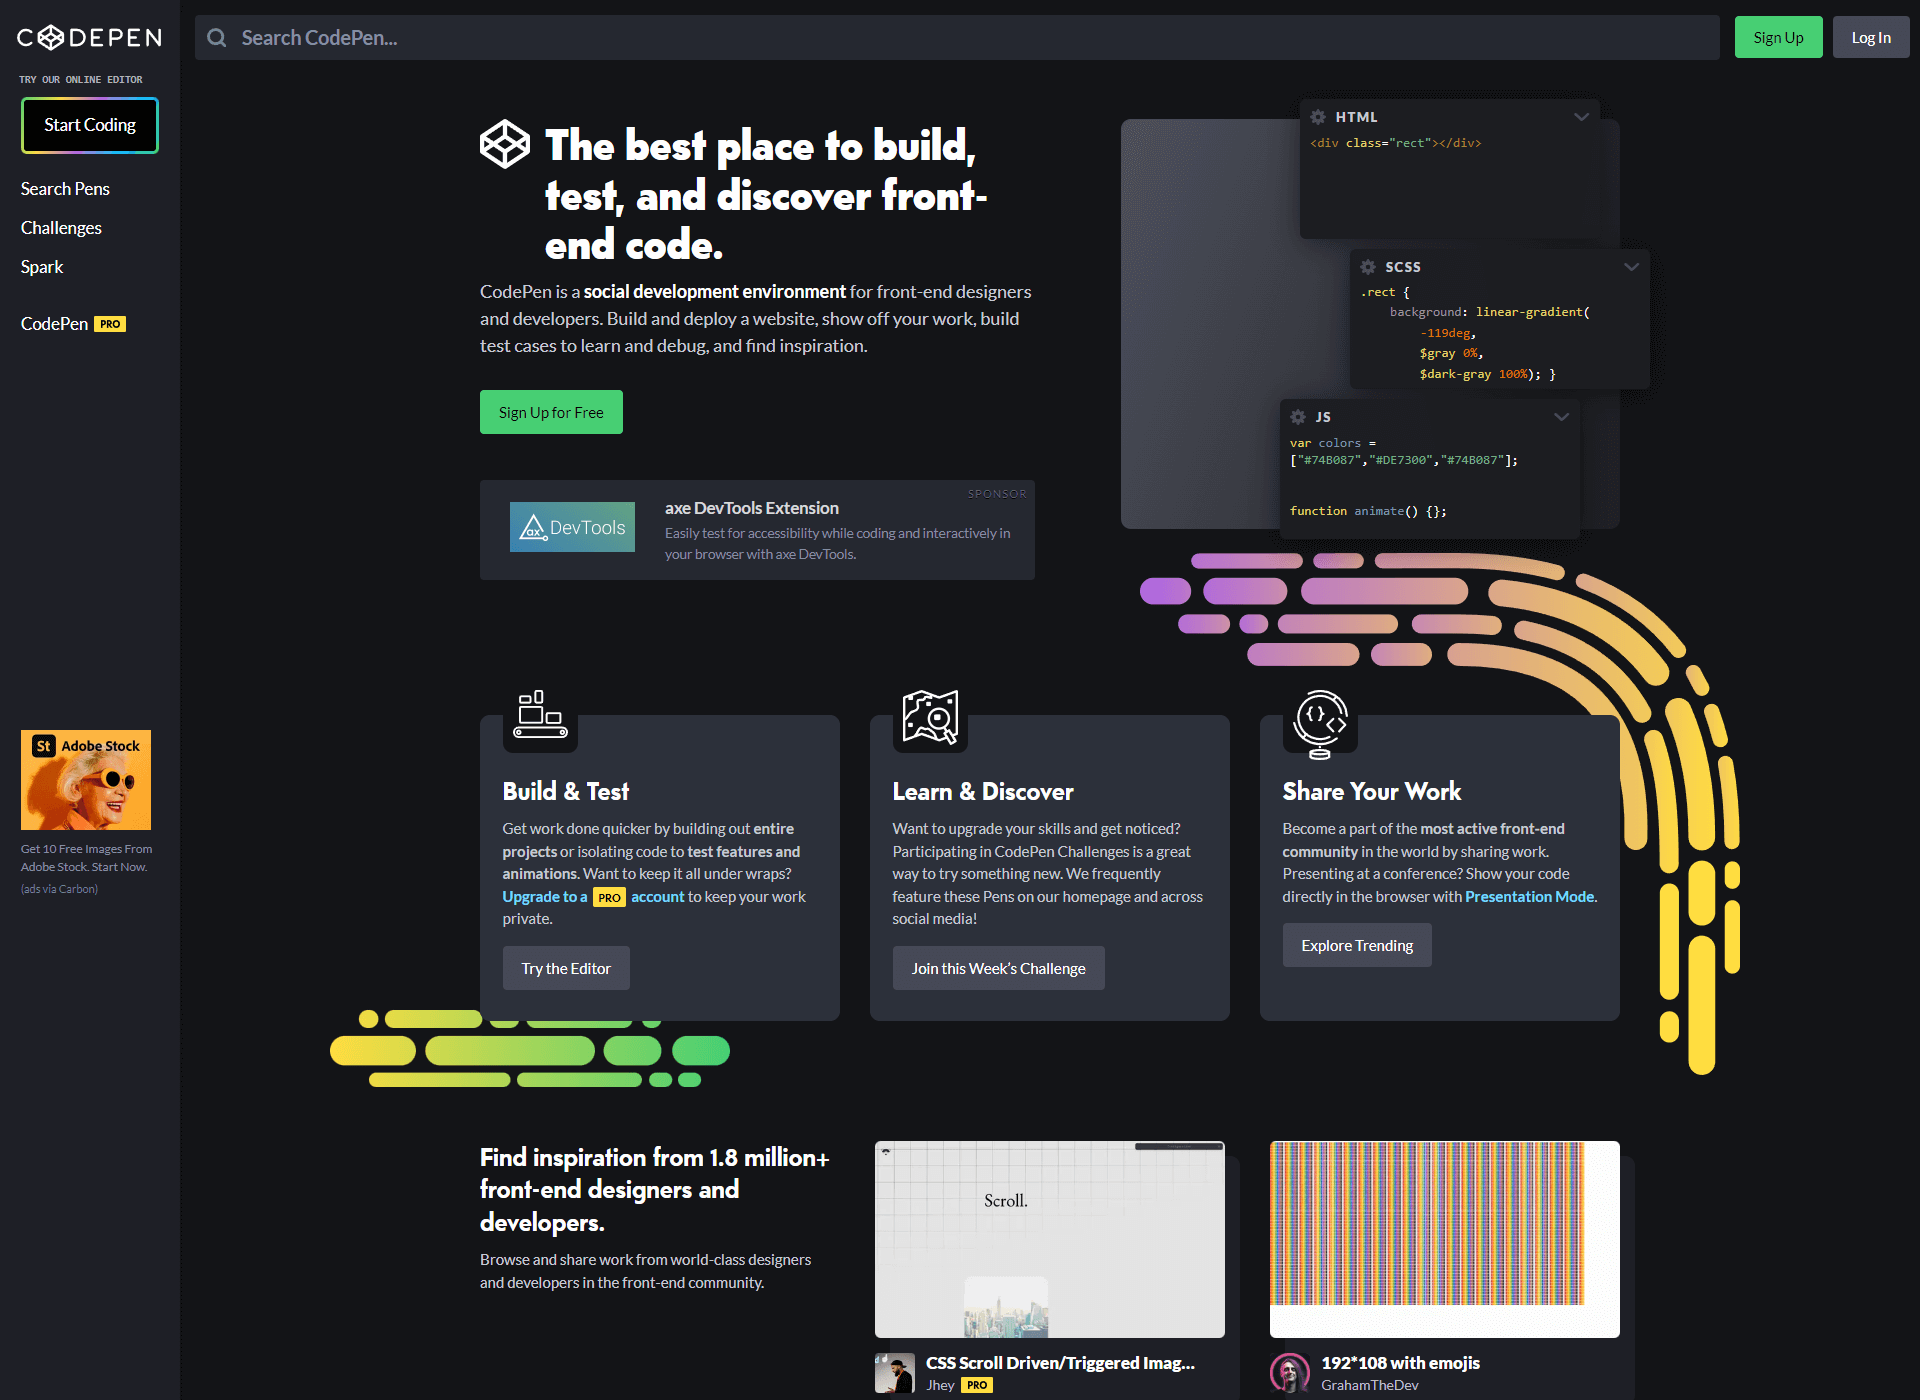 CODEPEN
TRY OUR ONLINE EDITOR
Start Coding
Search Pens
Challenges
Spark
CodePen PRO
St Adobe Stock
Get 10 Free Images From
Adobe Stock. Start Now.
(ads via Carbon)
Search CodePen...
Sign Up
Log In
The best place to build,
test, and discover front-
end code.
CodePen is a social development environment for front-end designers
and developers. Build and deploy a website, show off your work, build
test cases to learn and debug, and find inspiration.
Sign Up for Free
SPONSOR
ax DevTools
axe DevTools Extension
Easily test for accessibility while coding and interactively in
your browser with axe DevTools.
HTML
<div class="rect"></div>
SCSS
.rect {
background: linear-gradient(
-119deg,
$gray 0%,
$dark-gray 100%); }
JS
var colors =
["#74B087","#DE7300","#74B087"];
function animate() {};
Build & Test
Get work done quicker by building out entire
projects or isolating code to test features and
animations. Want to keep it all under wraps?
Upgrade to a PRO account to keep your work
private.
Try the Editor
Learn & Discover
Want to upgrade your skills and get noticed?
Participating in CodePen Challenges is a great
way to try something new. We frequently
feature these Pens on our homepage and across
social media!
Join this Week's Challenge
Share Your Work
Become a part of the most active front-end
community in the world by sharing work.
Presenting at a conference? Show your code
directly in the browser with Presentation Mode.
Explore Trending
Find inspiration from 1.8 million+
front-end designers and
developers.
Browse and share work from world-class designers
and developers in the front-end community.
Scroll.
CSS Scroll Driven/Triggered Imag...
Jhey PRO
192*108 with emojis
GrahamTheDev